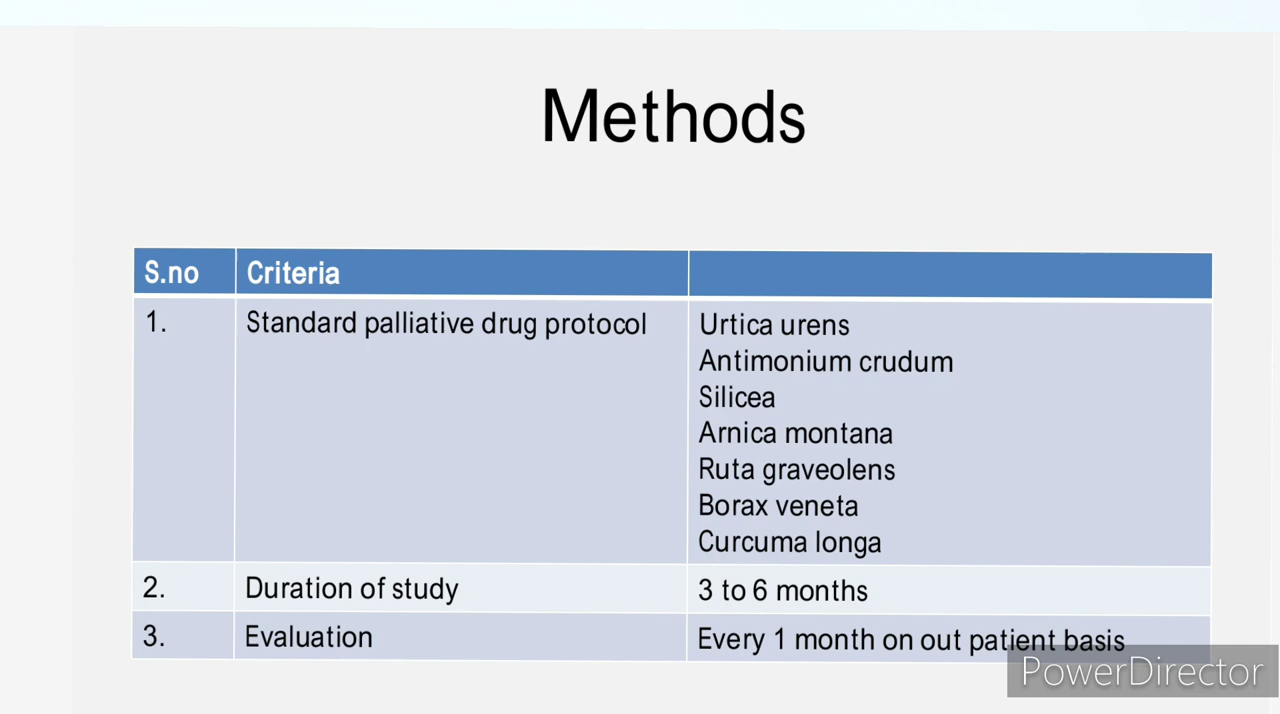 Methods
S.no Criteria
1. Standard palliative drug protocol Urtica urens
Antimonium crudum
Silicea
Arnica montana
Ruta graveolens
Borax veneta
Curcuma longa
2. Duration of study 3 to 6 months
3. Evaluation Every 1 month on out patient basis
PowerDirector